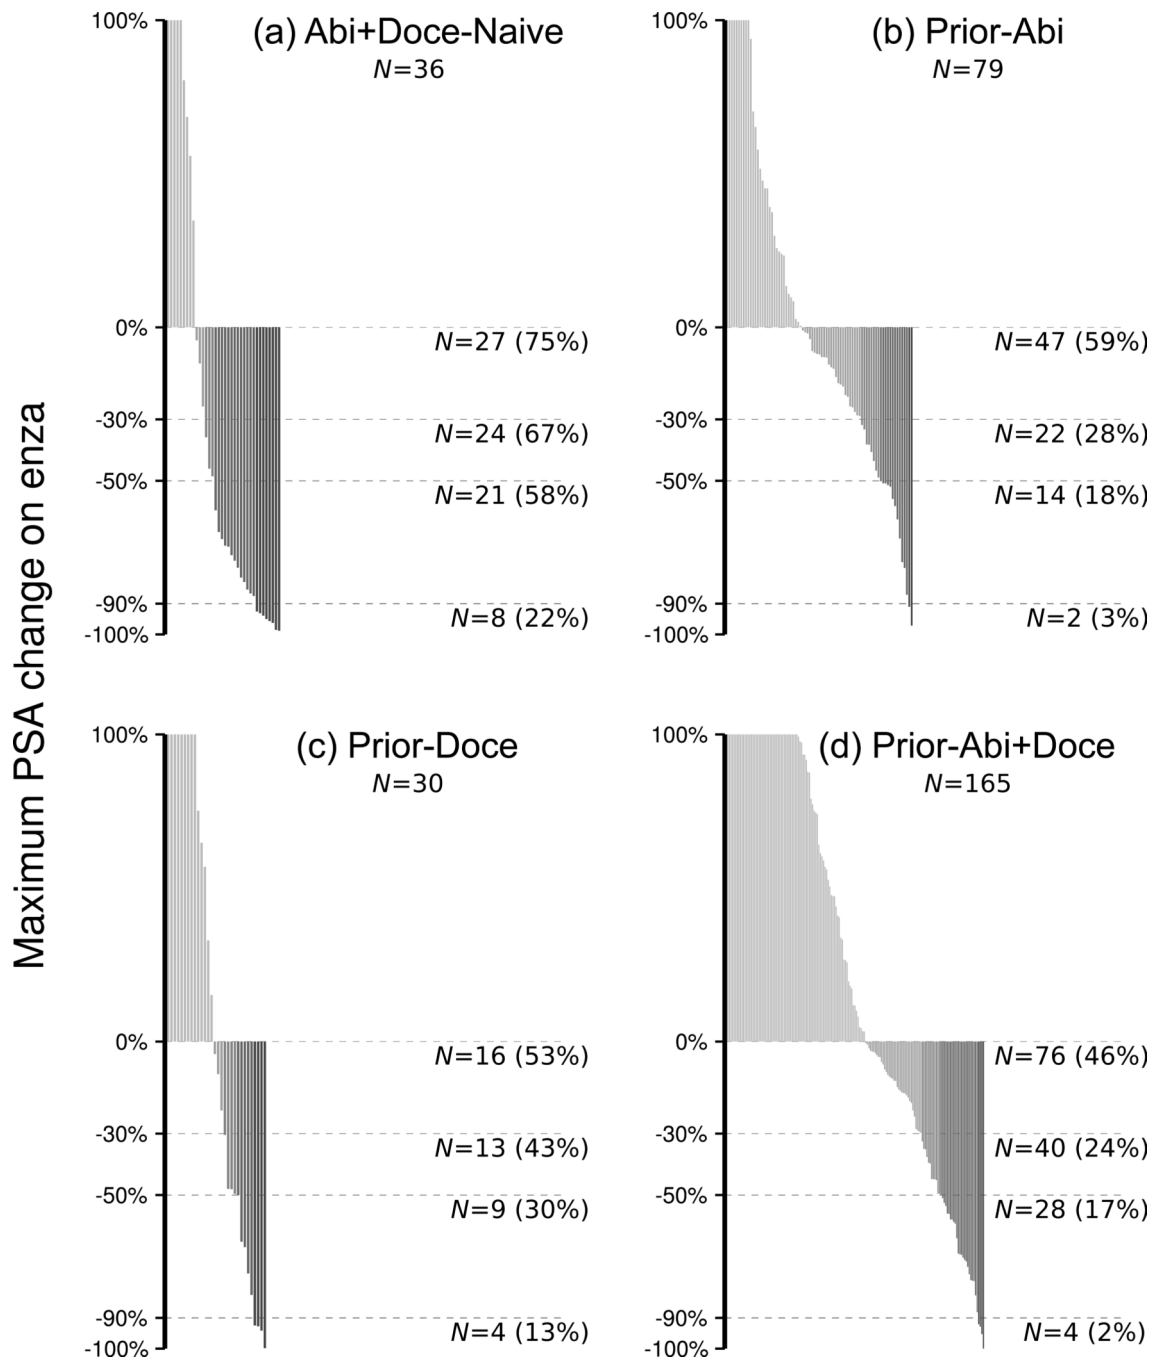 Maximum PSA change on enza
(a) Abi+Doce-Naive
N=36
100%
0%
-30%
-50%
-90%
-100%
N=27 (75%)
N=24 (67%)
N=21 (58%)
N=8 (22%)
(b) Prior-Abi
N=79
100%
0%
-30%
-50%
-90%
-100%
N=47 (59%)
N=22 (28%)
N=14 (18%)
N=2 (3%)
(c) Prior-Doce
N=30
100%
0%
-30%
-50%
-90%
-100%
N=16 (53%)
N=13 (43%)
N=9 (30%)
N=4 (13%)
(d) Prior-Abi+Doce
N=165
100%
0%
-30%
-50%
-90%
-100%
N=76 (46%)
N=40 (24%)
N=28 (17%)
N=4 (2%)